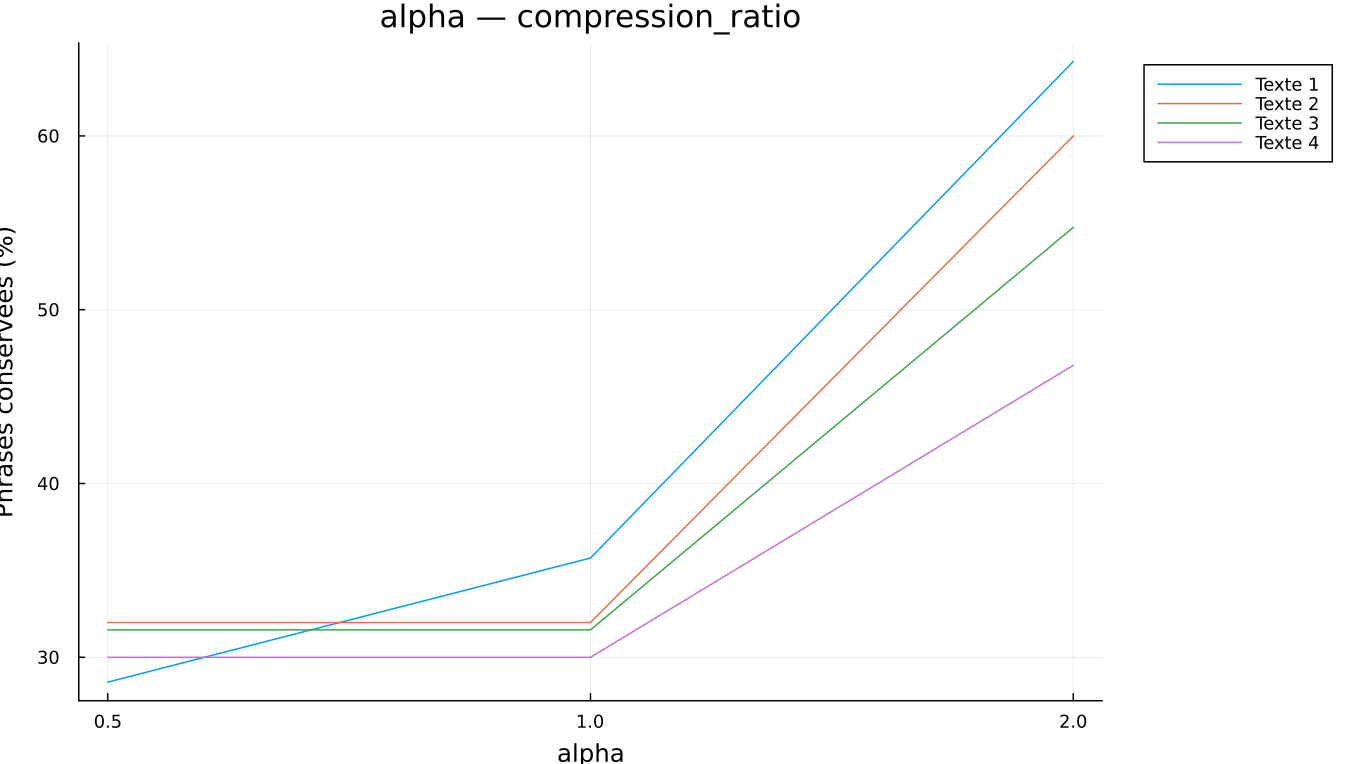 alpha — compression_ratio
Phrases conservées (%)
60
50
40
30
0.5
1.0
2.0
alpha
Texte 1
Texte 2
Texte 3
Texte 4